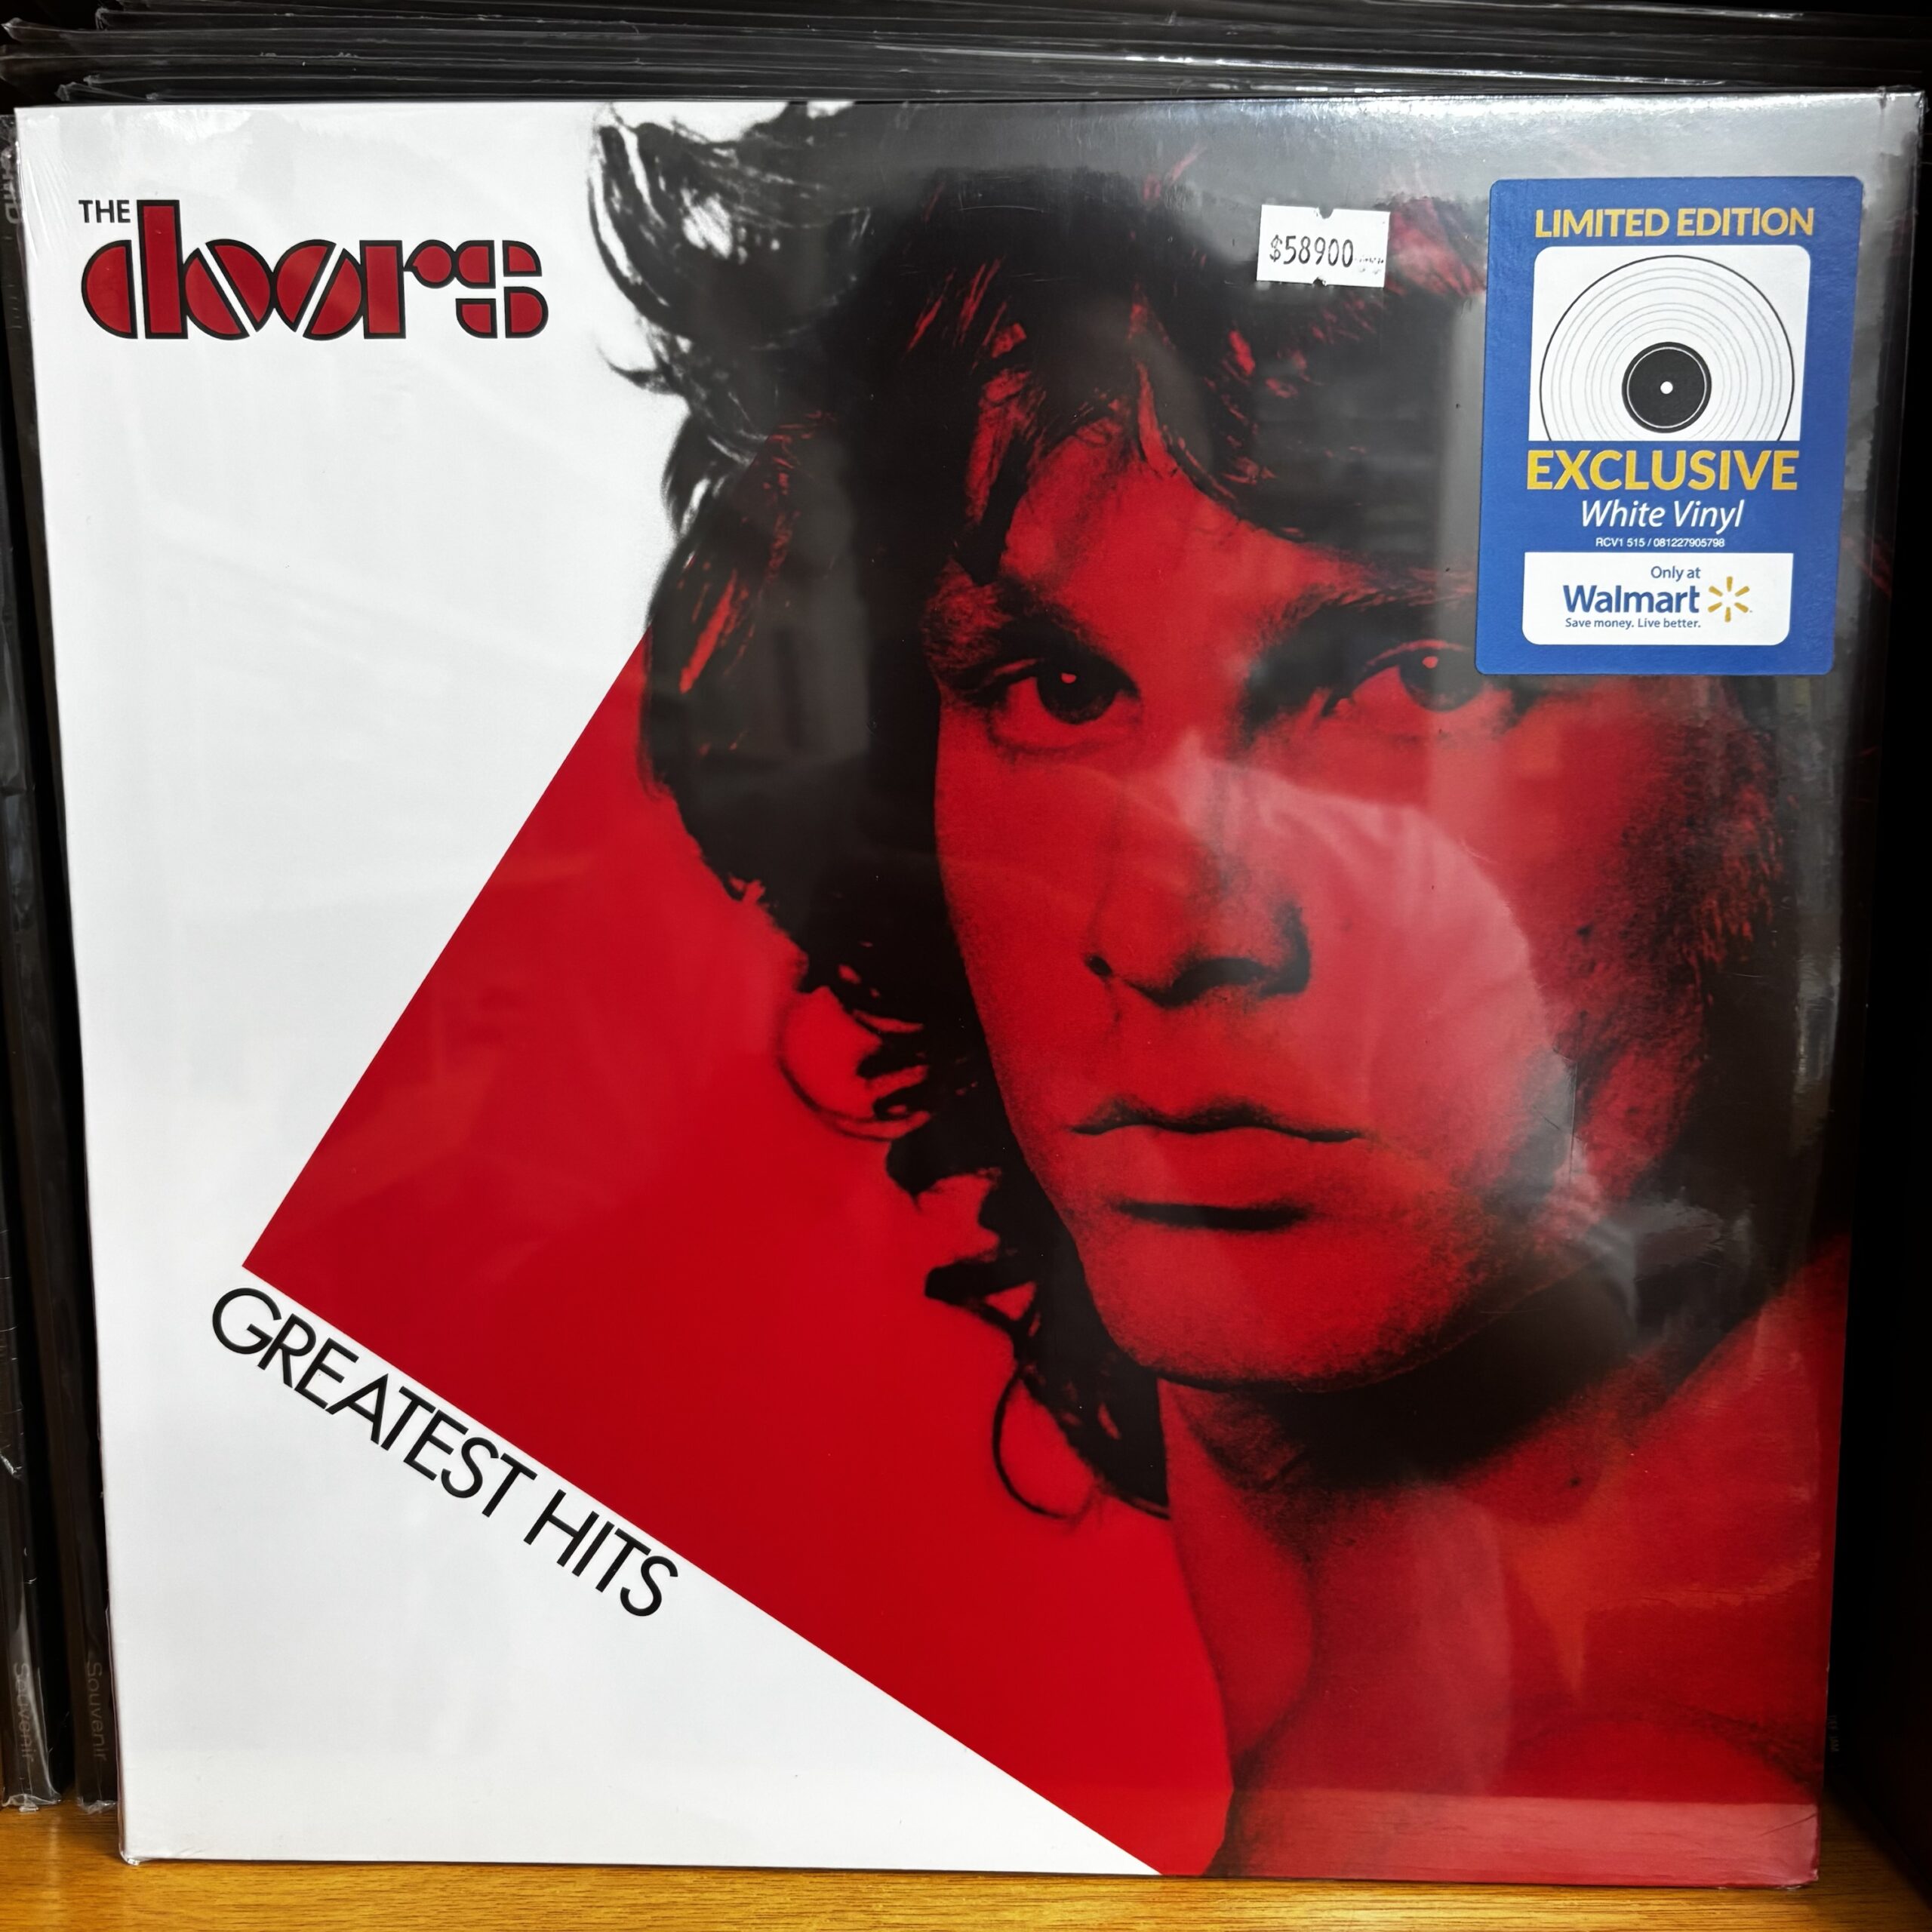 THE
doors
$58900
LIMITED EDITION
EXCLUSIVE
White Vinyl
RCV1 515 / 081227905798
Only at
Walmart
Save money. Live better.
GREATEST HITS
Souvenir
Souvenir